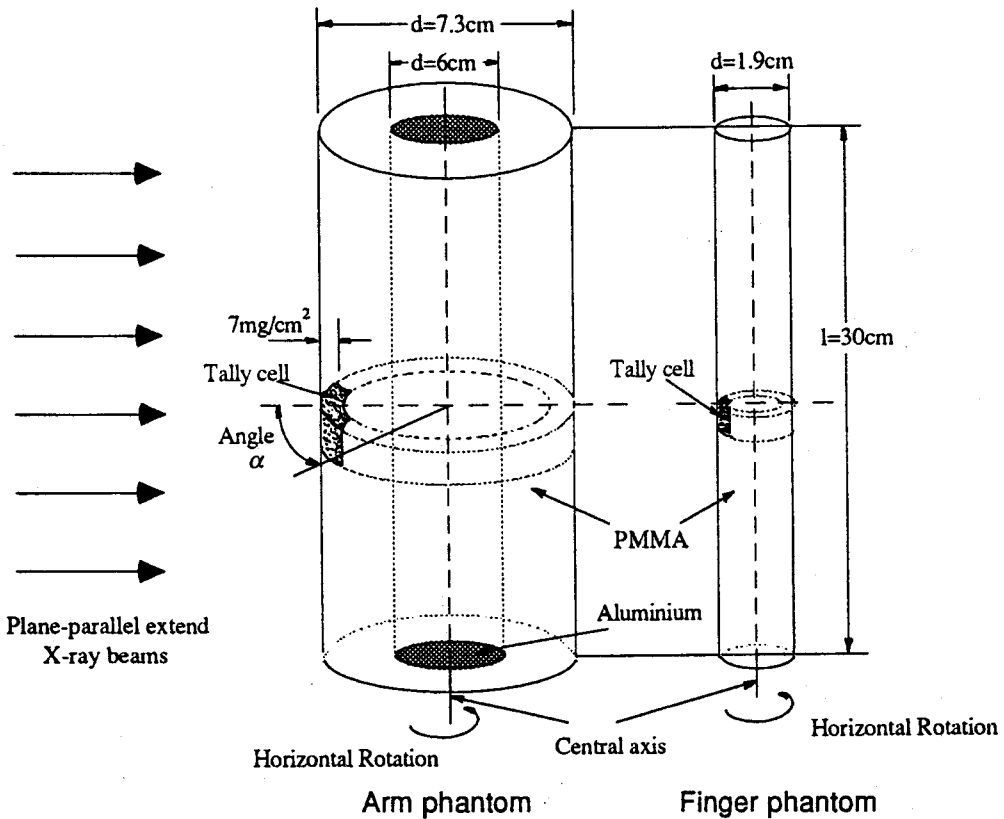 d=7.3cm
d=6cm
d=1.9cm
7mg/cm²
Tally cell
Angle
α
Tally cell
l=30cm
PMMA
Aluminium
Plane-parallel extend
X-ray beams
Horizontal Rotation
Central axis
Horizontal Rotation
Arm phantom
Finger phantom